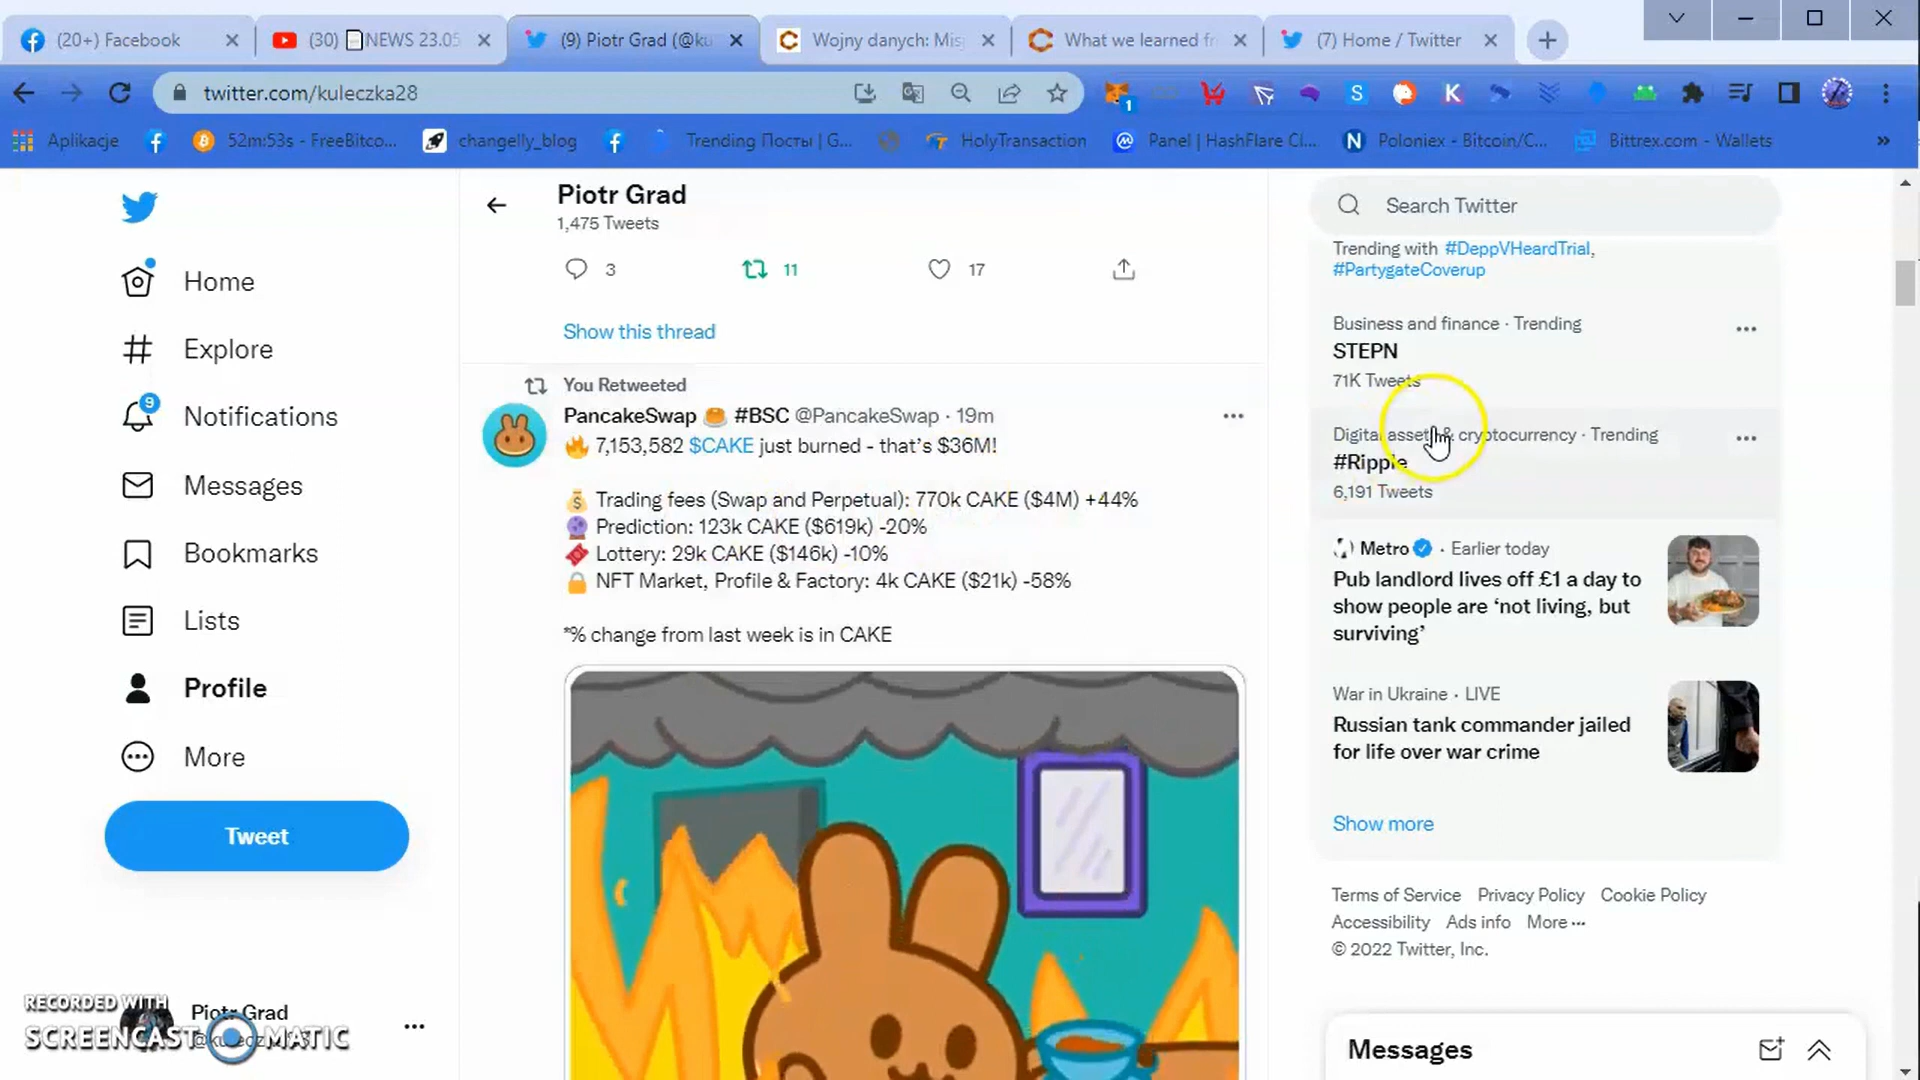 (20+) Facebook
(30) NEWS 23.05
(9) Piotr Grad (@ku
Wojny danych: Mis
What we learned fr
(7) Home / Twitter
twitter.com/kuleczka28
1
Aplikacje
52m:53s - FreeBitco...
changelly_blog
Trending Посты | G...
HolyTransaction
Panel | HashFlare Cl...
Poloniex - Bitcoin/C...
Bittrex.com - Wallets
»
Home
Explore
9
Notifications
Messages
Bookmarks
Lists
Profile
More
Tweet
Piotr Grad
RECORDED WITH
SCREENCAST MATIC
Piotr Grad
1,475 Tweets
3
11
17
Show this thread
You Retweeted
PancakeSwap 🥞 #BSC @PancakeSwap · 19m
🔥 7,153,582 $CAKE just burned - that's $36M!
💰 Trading fees (Swap and Perpetual): 770k CAKE ($4M) +44%
🔮 Prediction: 123k CAKE ($619k) -20%
🎟 Lottery: 29k CAKE ($146k) -10%
🔒 NFT Market, Profile & Factory: 4k CAKE ($21k) -58%
*% change from last week is in CAKE
Search Twitter
Trending with #DeppVHeardTrial,
#PartygateCoverup
Business and finance · Trending
STEPN
71K Tweets
Digital assets & cryptocurrency · Trending
#Ripple
6,191 Tweets
Metro · Earlier today
Pub landlord lives off £1 a day to
show people are ‘not living, but
surviving’
War in Ukraine · LIVE
Russian tank commander jailed
for life over war crime
Show more
Terms of Service Privacy Policy Cookie Policy
Accessibility Ads info More ···
© 2022 Twitter, Inc.
Messages